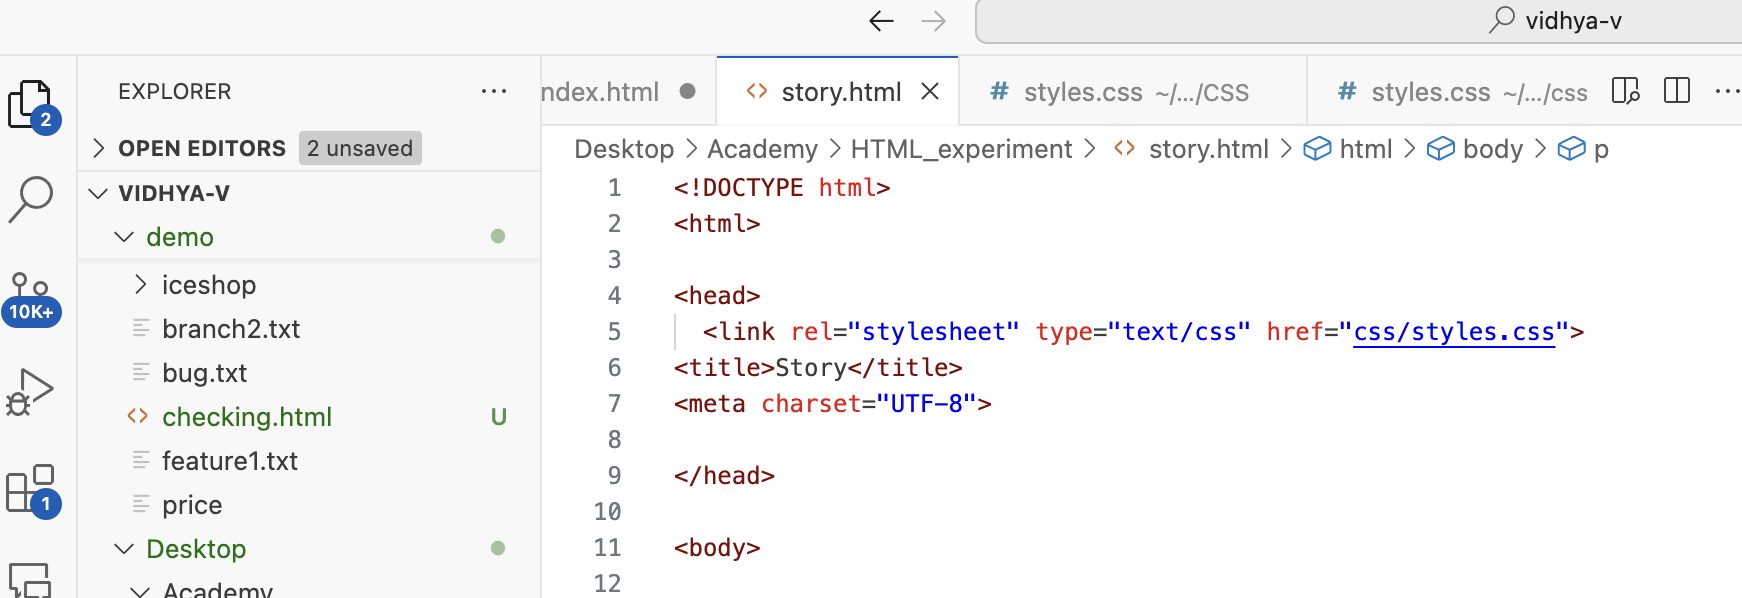 vidhya-v
EXPLORER
ndex.html
story.html
styles.css ~/.../CSS
styles.css ~/.../css
2
OPEN EDITORS 2 unsaved
Desktop > Academy > HTML_experiment > <> story.html > html > body > p
VIDHYA-V
demo
iceshop
10K+
branch2.txt
bug.txt
checking.html U
feature1.txt
1
price
Desktop
Academy
1 <!DOCTYPE html>
2 <html>
3
4 <head>
5 <link rel="stylesheet" type="text/css" href="css/styles.css">
6 <title>Story</title>
7 <meta charset="UTF-8">
8
9 </head>
10
11 <body>
12